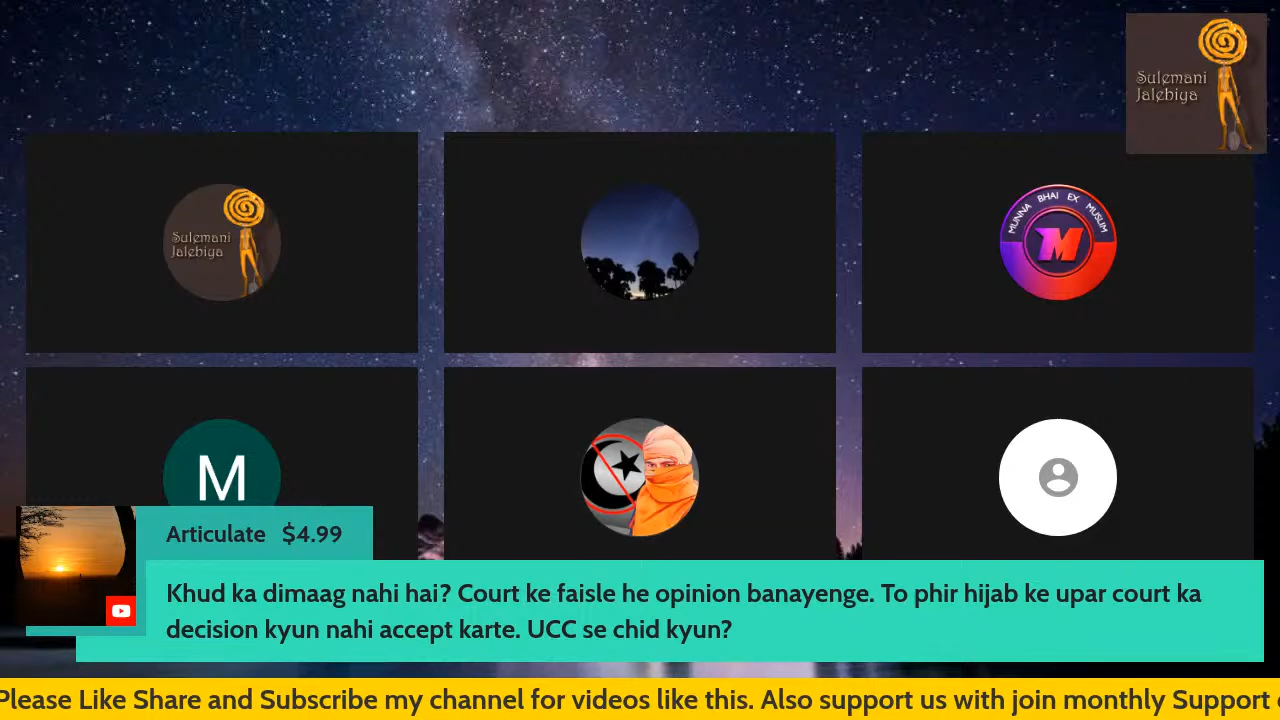 Sulemani
Jalebiya
Sulemani
Jalebiya
MUNNA BHAI EX MUSLIM
M
M
Articulate $4.99
Khud ka dimaag nahi hai? Court ke faisle he opinion banayenge. To phir hijab ke upar court ka
decision kyun nahi accept karte. UCC se chid kyun?
Please Like Share and Subscribe my channel for videos like this. Also support us with join monthly Support